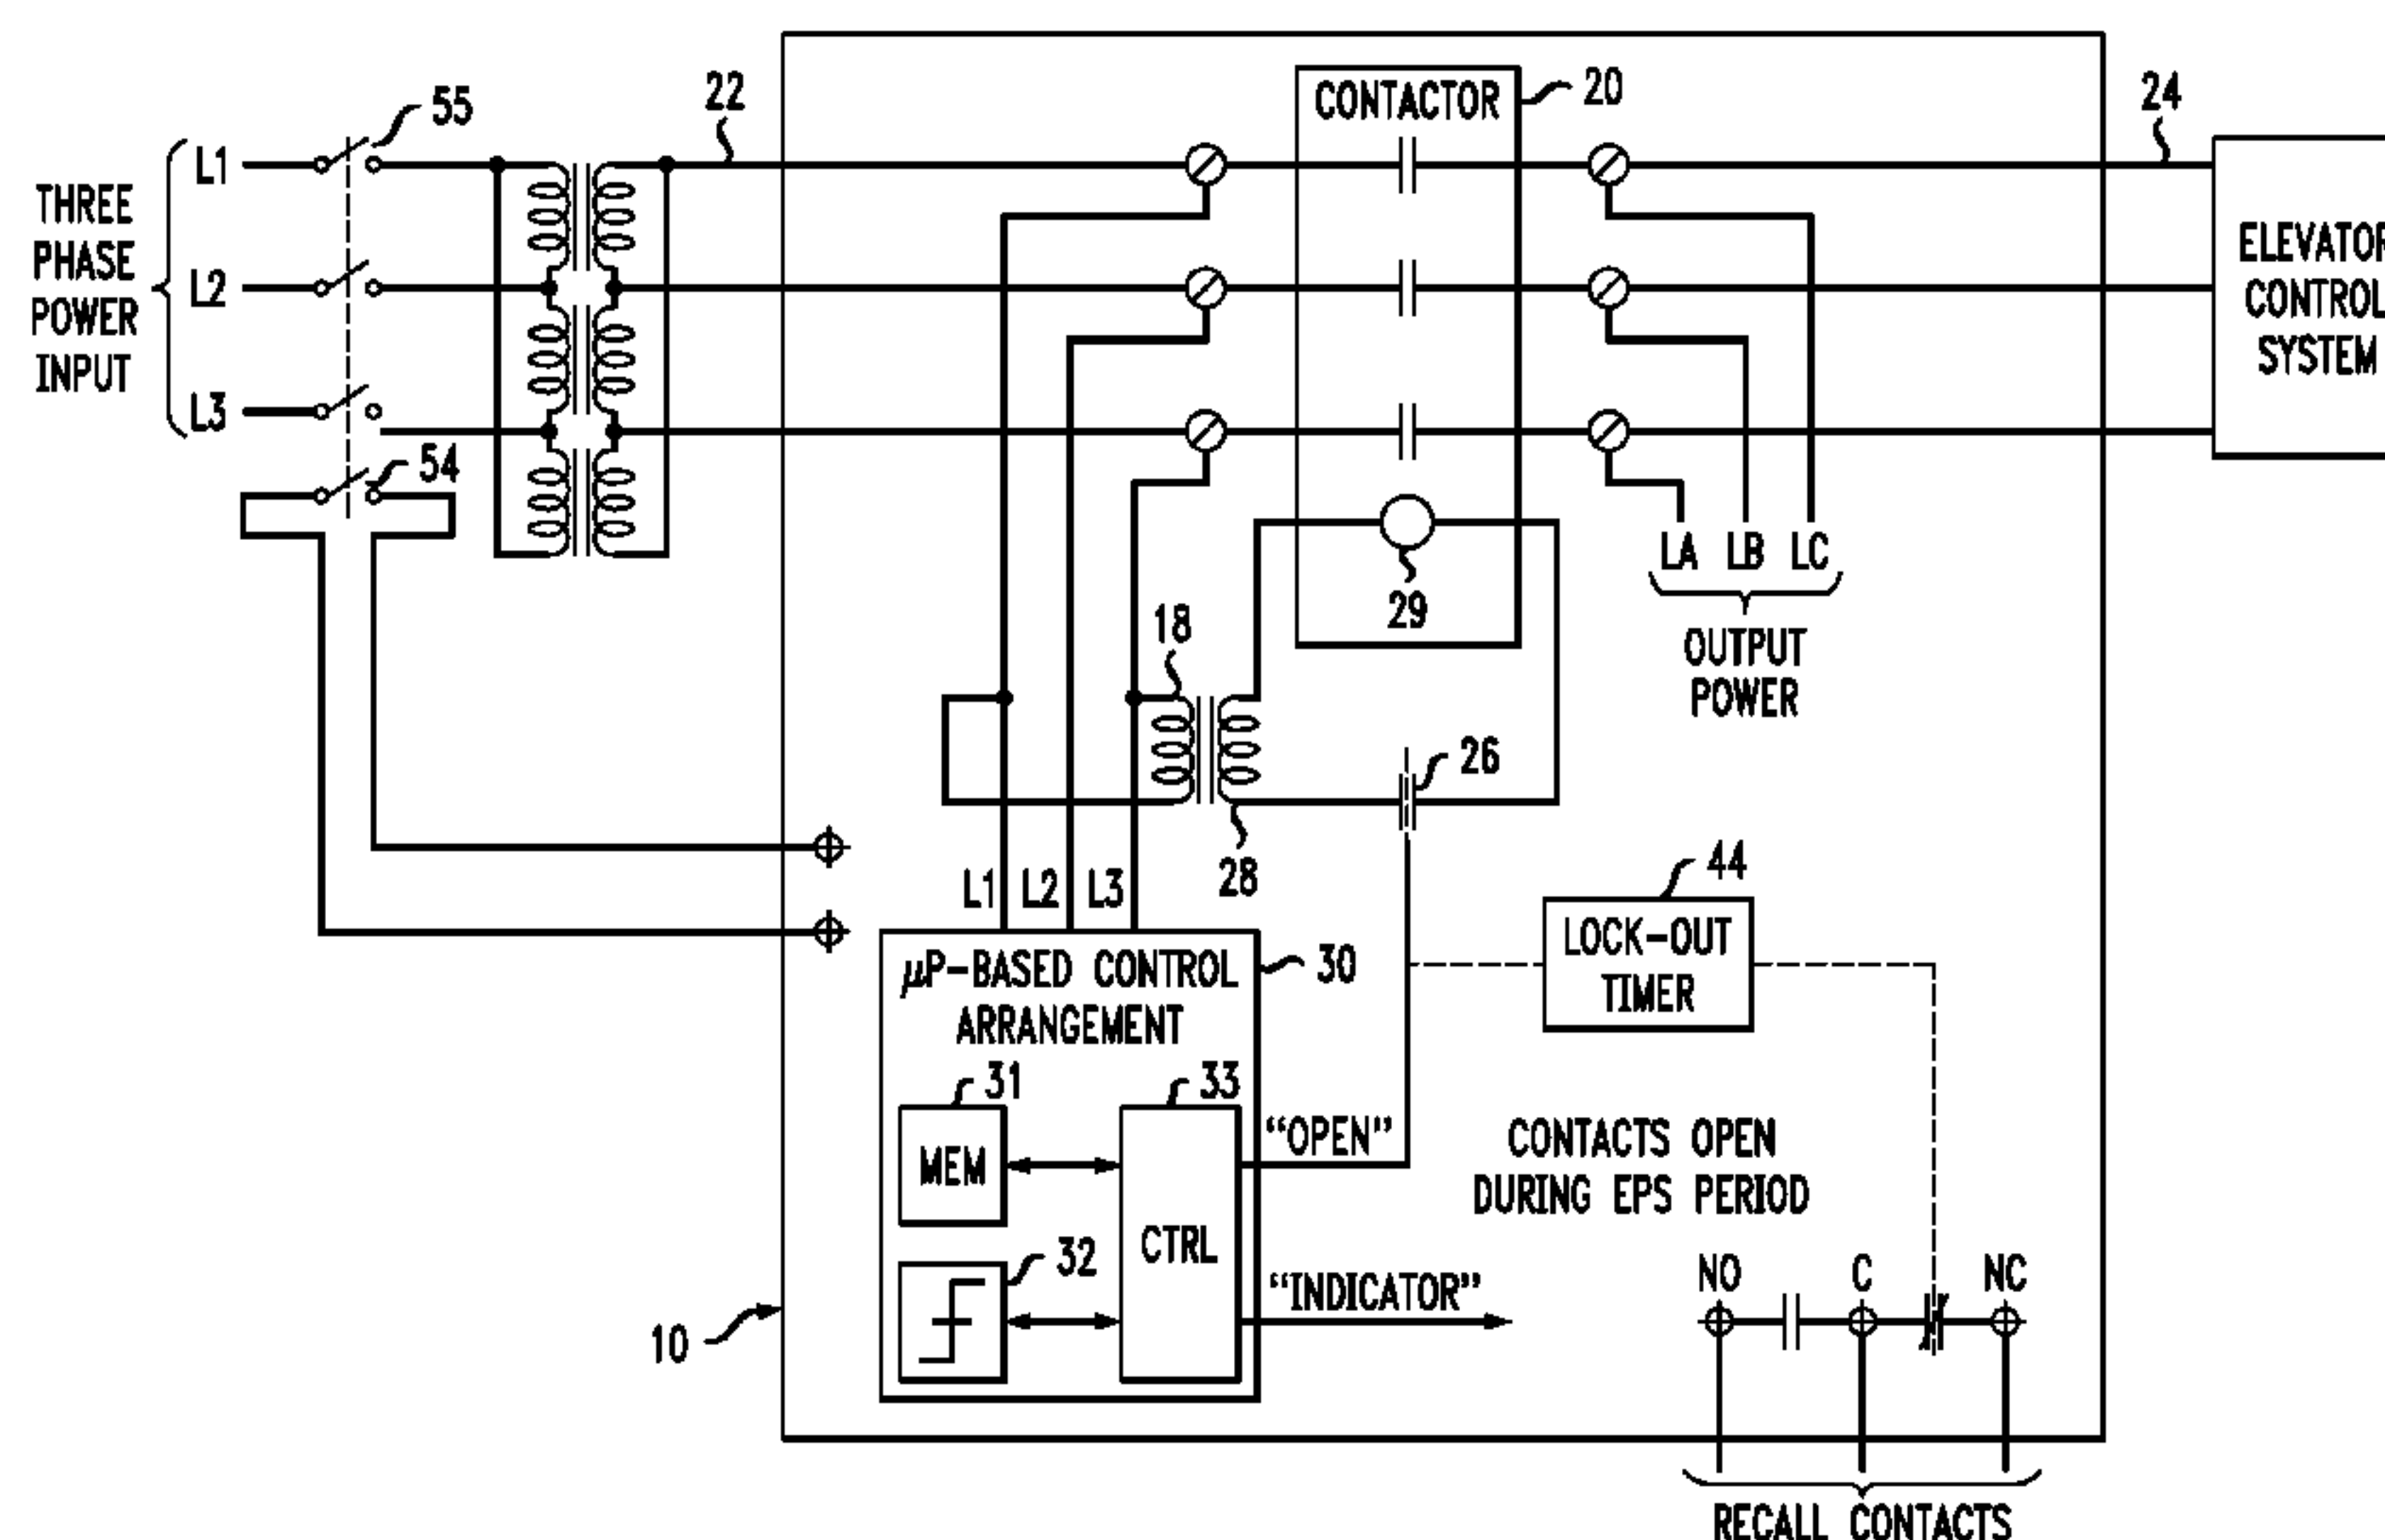 THREE
PHASE
POWER
INPUT
L1
L2
L3
55
54
22
CONTACTOR
20
24
ELEVATOR
CONTROL
SYSTEM
29
LA LB LC
OUTPUT
POWER
18
26
28
L1 L2 L3
μP-BASED CONTROL
ARRANGEMENT
30
44
LOCK-OUT
TIMER
31
MEM
33
CTRL
32
"OPEN"
"INDICATOR"
CONTACTS OPEN
DURING EPS PERIOD
10
NO C NC
RECALL CONTACTS